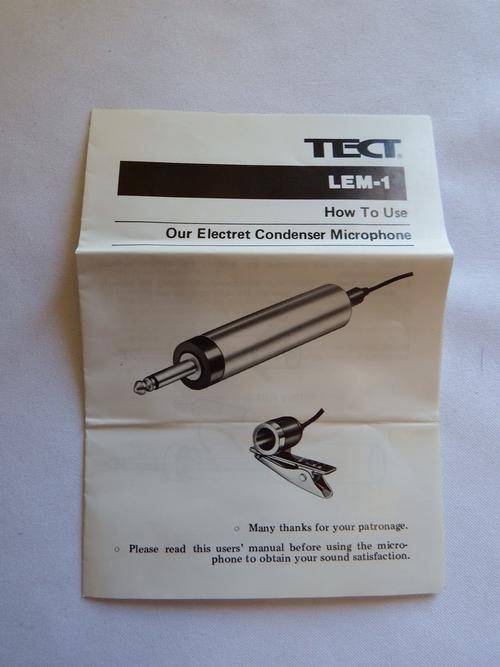 TECT®
LEM-1
How To Use
Our Electret Condenser Microphone
○ Many thanks for your patronage.
○ Please read this users' manual before using the micro-
phone to obtain your sound satisfaction.